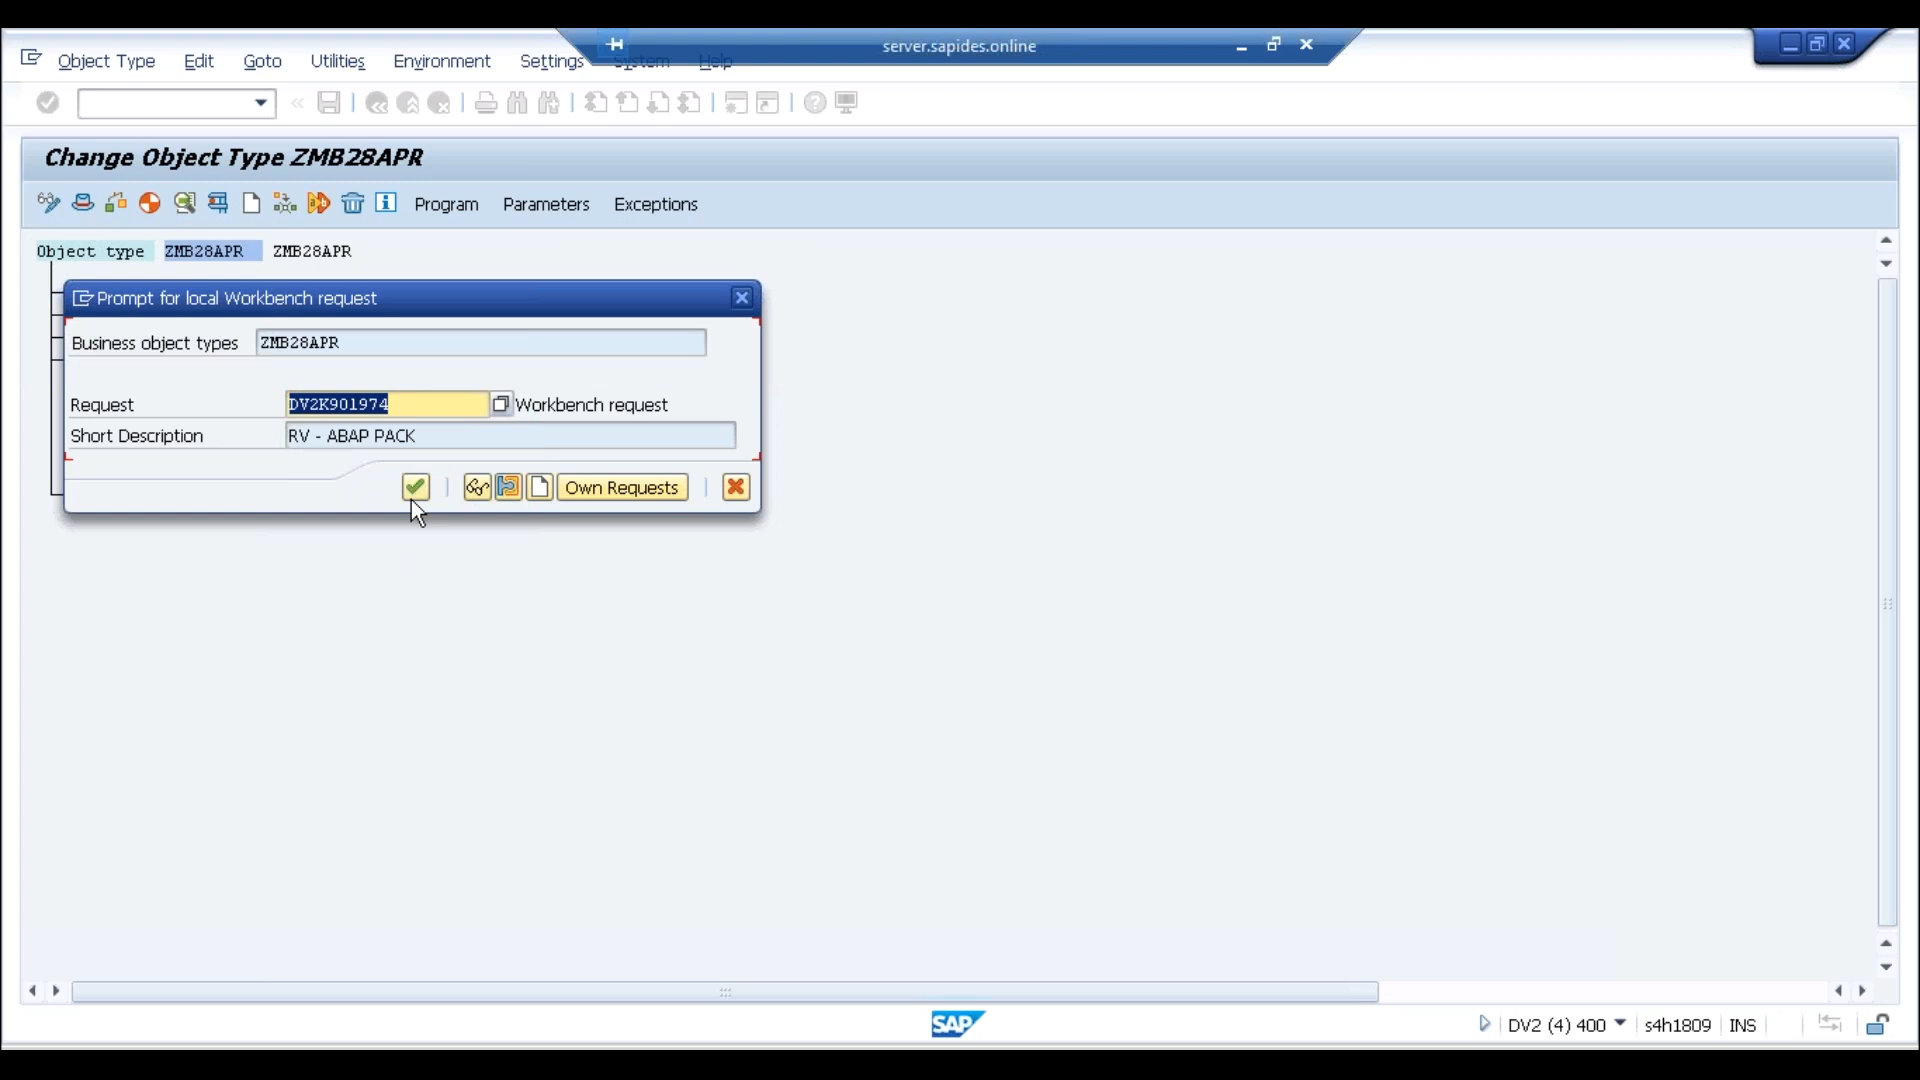 server.sapides.online
Object Type Edit Goto Utilities Environment Settings System Help
Change Object Type ZMB28APR
Program Parameters Exceptions
Object type ZMB28APR ZMB28APR
Prompt for local Workbench request
Business object types ZMB28APR
Request DV2K901974 Workbench request
Short Description RV - ABAP PACK
Own Requests
SAP
DV2 (4) 400 s4h1809 INS